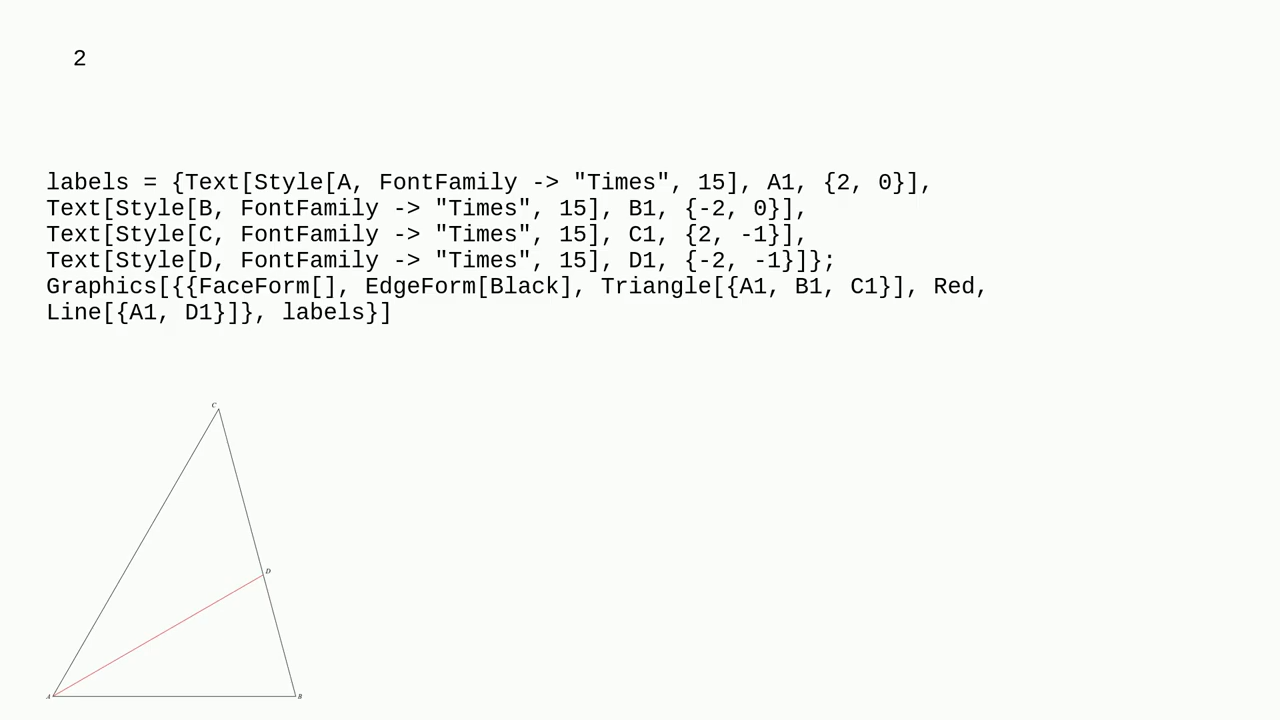 2
labels = {Text[Style[A, FontFamily -> "Times", 15], A1, {2, 0}],
Text[Style[B, FontFamily -> "Times", 15], B1, {-2, 0}],
Text[Style[C, FontFamily -> "Times", 15], C1, {2, -1}],
Text[Style[D, FontFamily -> "Times", 15], D1, {-2, -1}]};
Graphics[{{FaceForm[], EdgeForm[Black], Triangle[{A1, B1, C1}], Red,
Line[{A1, D1}]}, labels}]
C
D
A
B